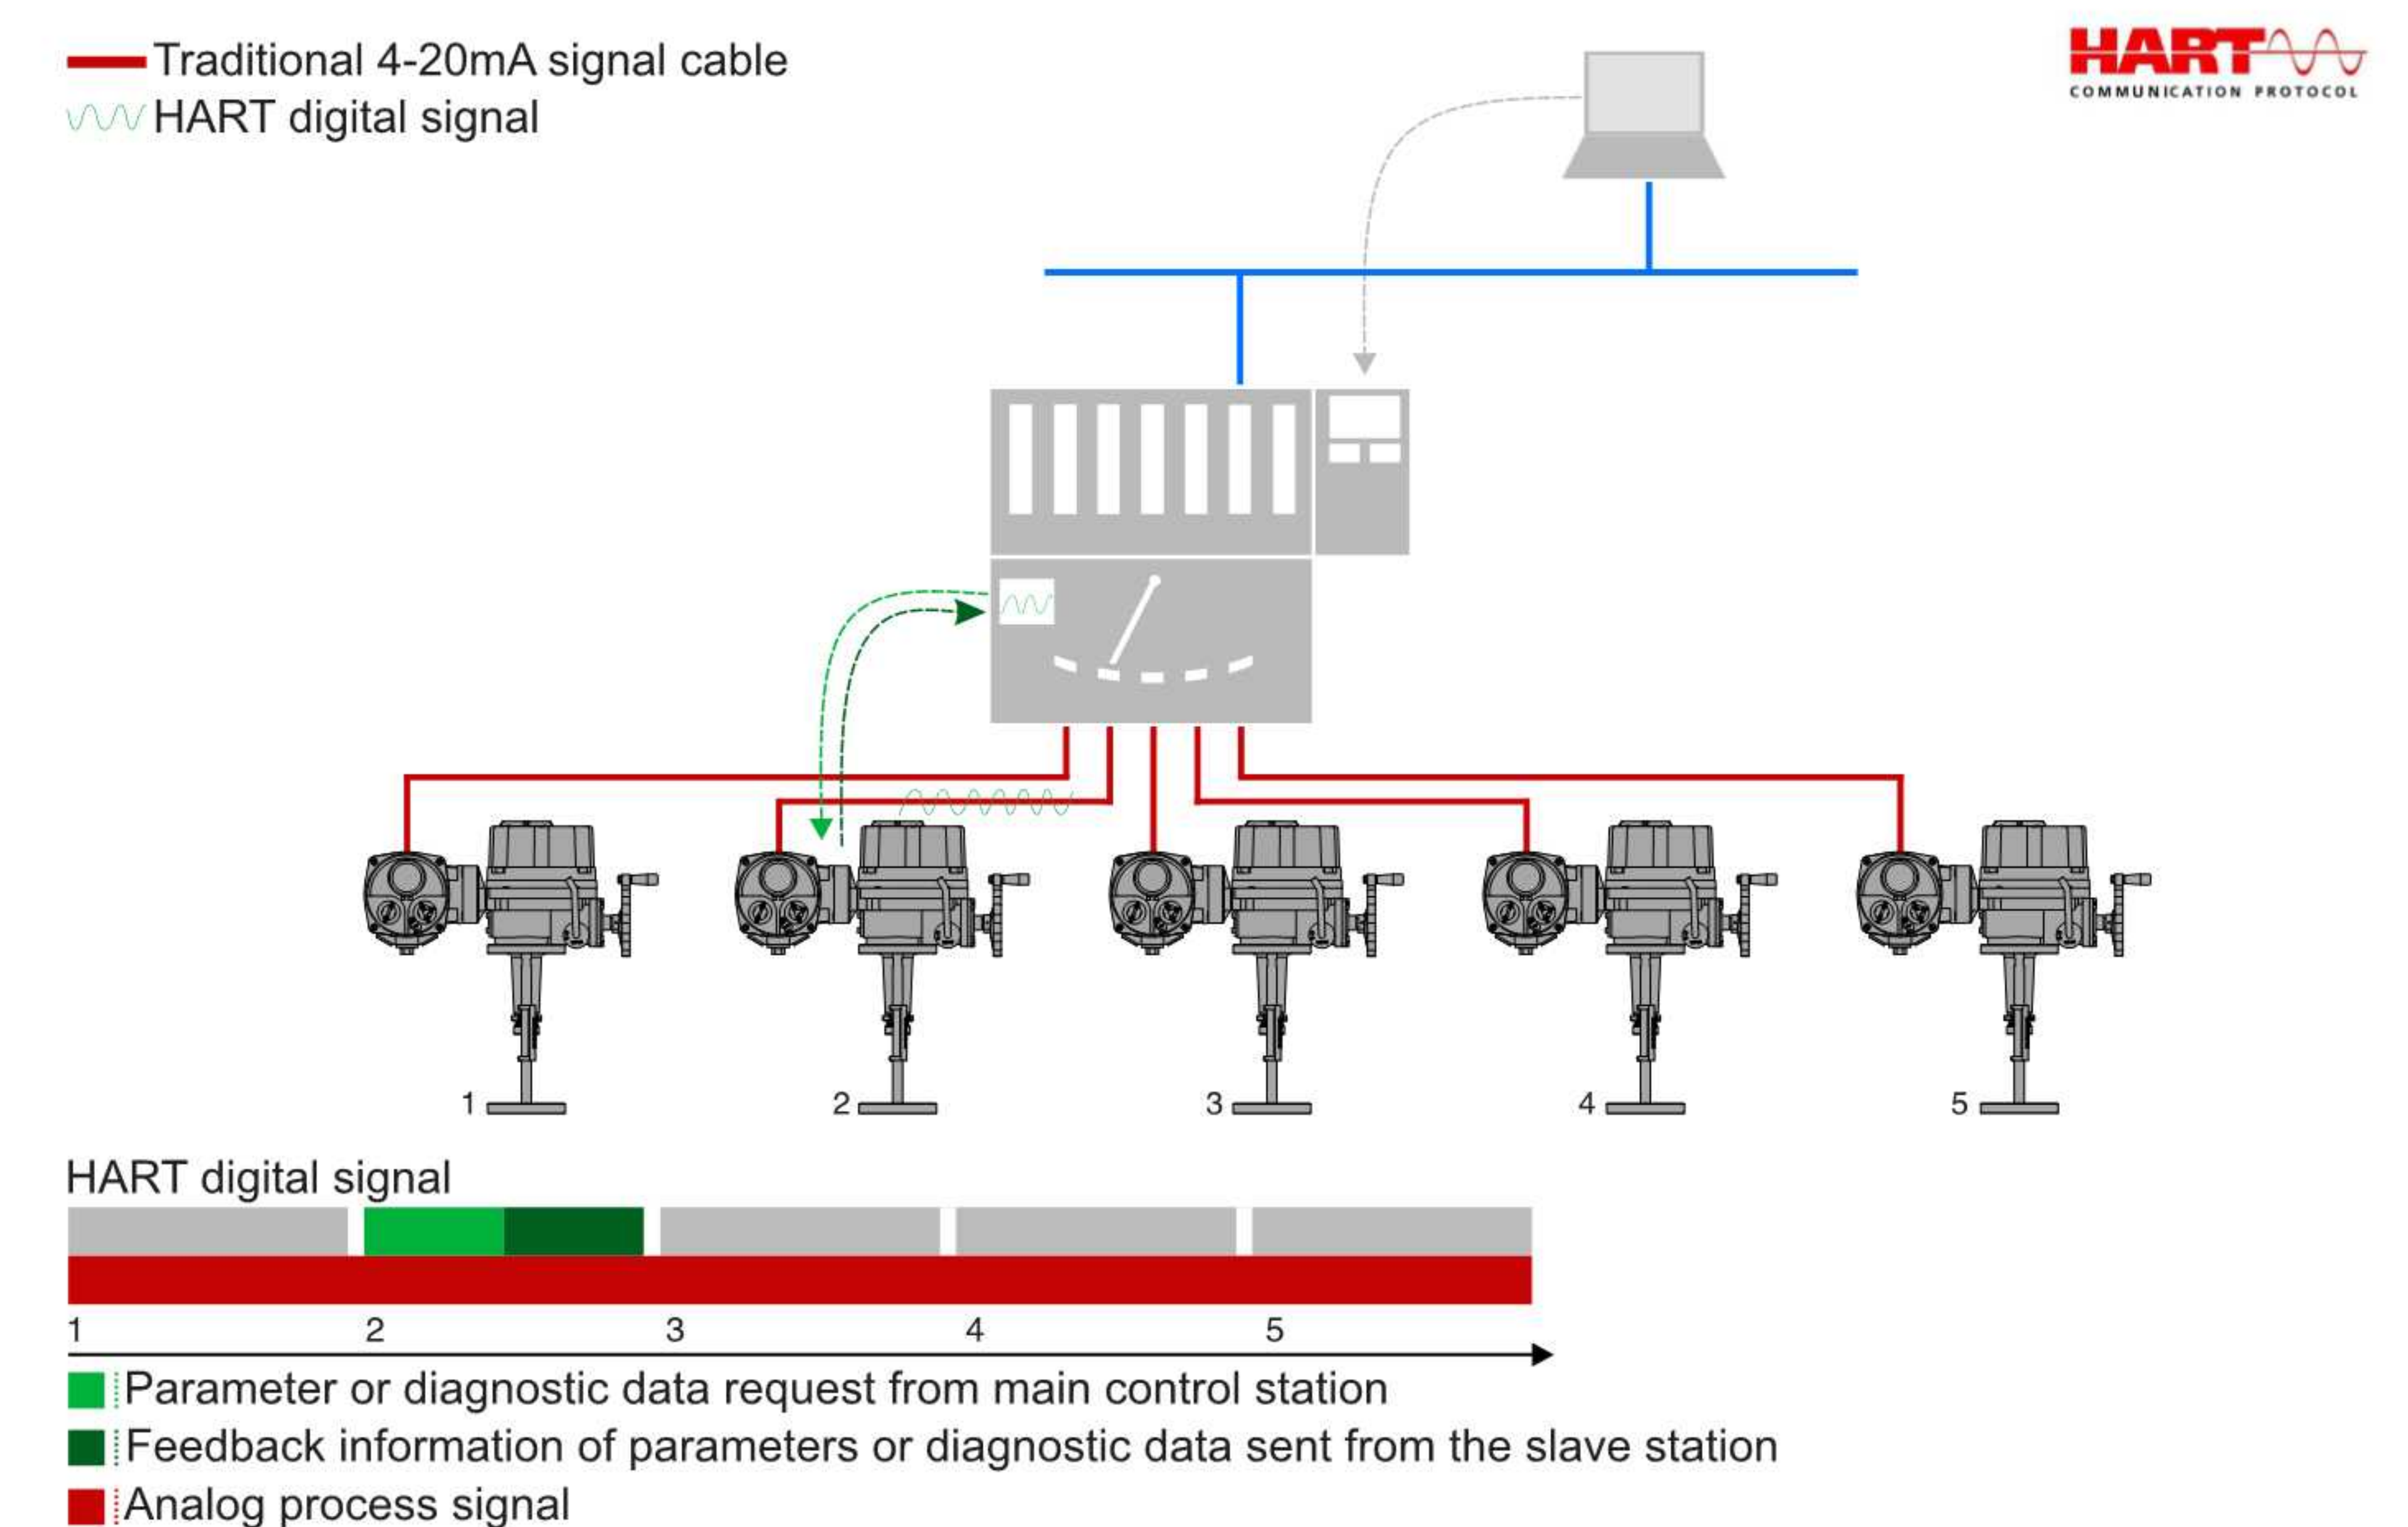 Traditional 4-20mA signal cable
HART digital signal
HART
COMMUNICATION PROTOCOL
1
2
3
4
5
HART digital signal
1 2 3 4 5
Parameter or diagnostic data request from main control station
Feedback information of parameters or diagnostic data sent from the slave station
Analog process signal